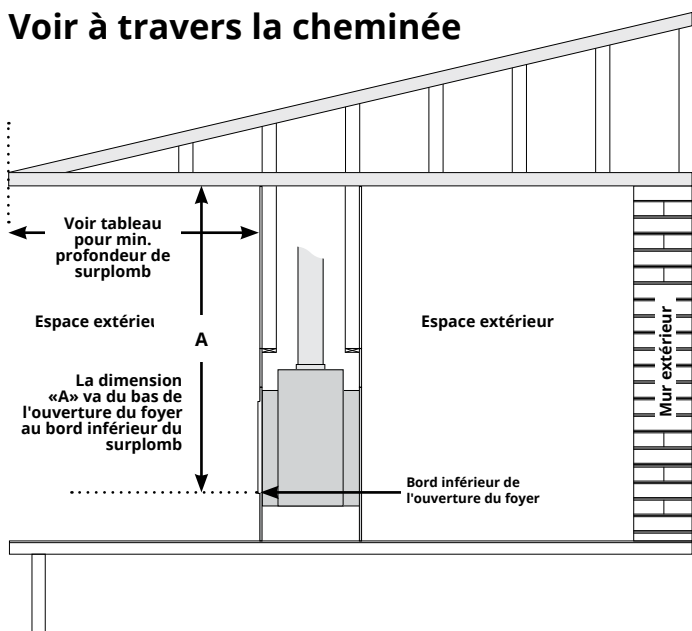 Voir à travers la cheminée
Voir tableau
pour min.
profondeur de
surplomb
Espace extérieu
A
Espace extérieur
Mur extérieur
La dimension
«A» va du bas de
l'ouverture du foyer
au bord inférieur du
surplomb
Bord inférieur de
l'ouverture du foyer